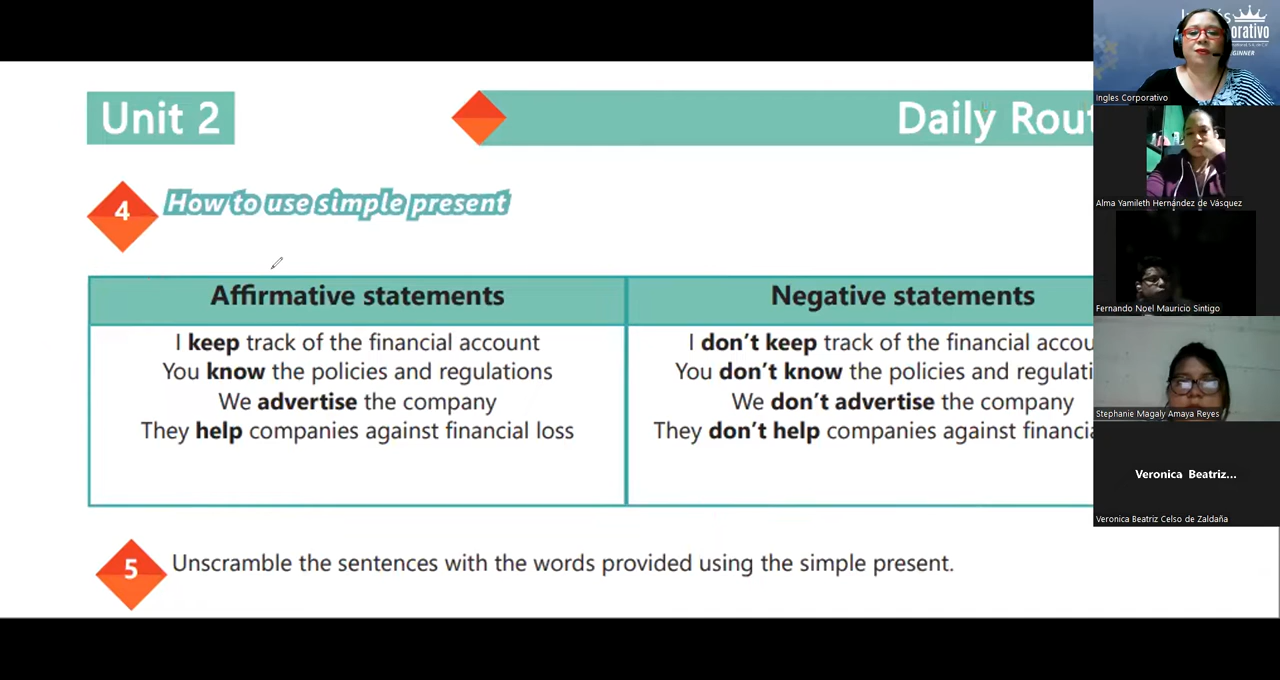 Unit 2
Daily Rout
4
How to use simple present
Affirmative statements
Negative statements
I keep track of the financial account
You know the policies and regulations
We advertise the company
They help companies against financial loss
I don't keep track of the financial accou
You don't know the policies and regulati
We don't advertise the company
They don't help companies against financia
5
Unscramble the sentences with the words provided using the simple present.
orativo
GINNER
Ingles Corporativo
Alma Yamileth Hernández de Vásquez
Fernando Noel Mauricio Sintigo
Stephanie Magaly Amaya Reyes
Veronica Beatriz...
Veronica Beatriz Celso de Zaldaña